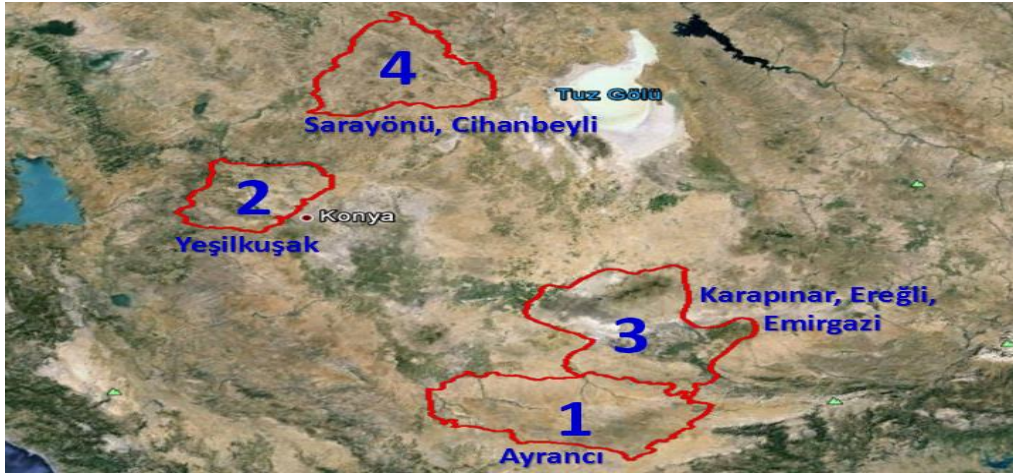 4
Tuz Gölü
Sarayönü, Cihanbeyli
2
Konya
Yeşilkuşak
Karapınar, Ereğli,
Emirgazi
3
1
Ayrancı